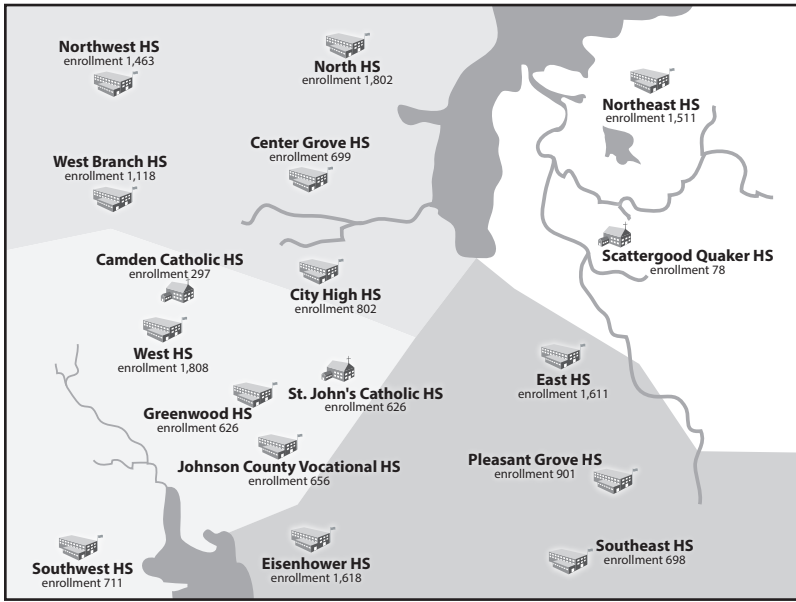 Northwest HS
enrollment 1,463
North HS
enrollment 1,802
Northeast HS
enrollment 1,511
Center Grove HS
enrollment 699
West Branch HS
enrollment 1,118
Scattergood Quaker HS
enrollment 78
Camden Catholic HS
enrollment 297
City High HS
enrollment 802
West HS
enrollment 1,808
East HS
enrollment 1,611
St. John's Catholic HS
enrollment 626
Greenwood HS
enrollment 626
Johnson County Vocational HS
enrollment 656
Pleasant Grove HS
enrollment 901
Southwest HS
enrollment 711
Eisenhower HS
enrollment 1,618
Southeast HS
enrollment 698